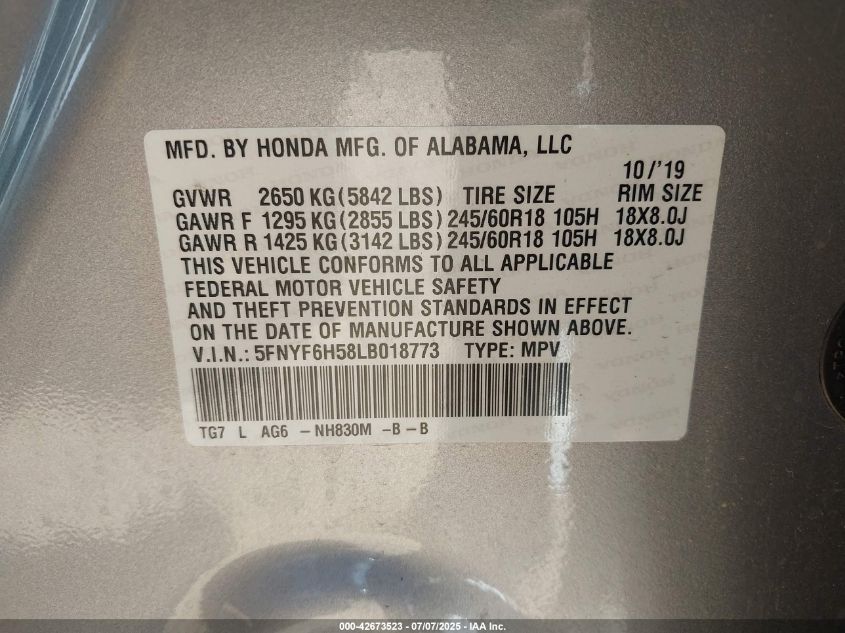 MFD. BY HONDA MFG. OF ALABAMA, LLC
10/'19
GVWR 2650 KG(5842 LBS) TIRE SIZE RIM SIZE
GAWR F 1295 KG(2855 LBS)245/60R18 105H 18X8.0J
GAWR R 1425 KG(3142 LBS)245/60R18 105H 18X8.0J
THIS VEHICLE CONFORMS TO ALL APPLICABLE
FEDERAL MOTOR VEHICLE SAFETY
AND THEFT PREVENTION STANDARDS IN EFFECT
ON THE DATE OF MANUFACTURE SHOWN ABOVE.
V.I.N.: 5FNYF6H58LB018773 TYPE: MPV
TG7 L AG6 -NH830M -B-B
000-42673523 | 07/07/2025 - IAA Inc.